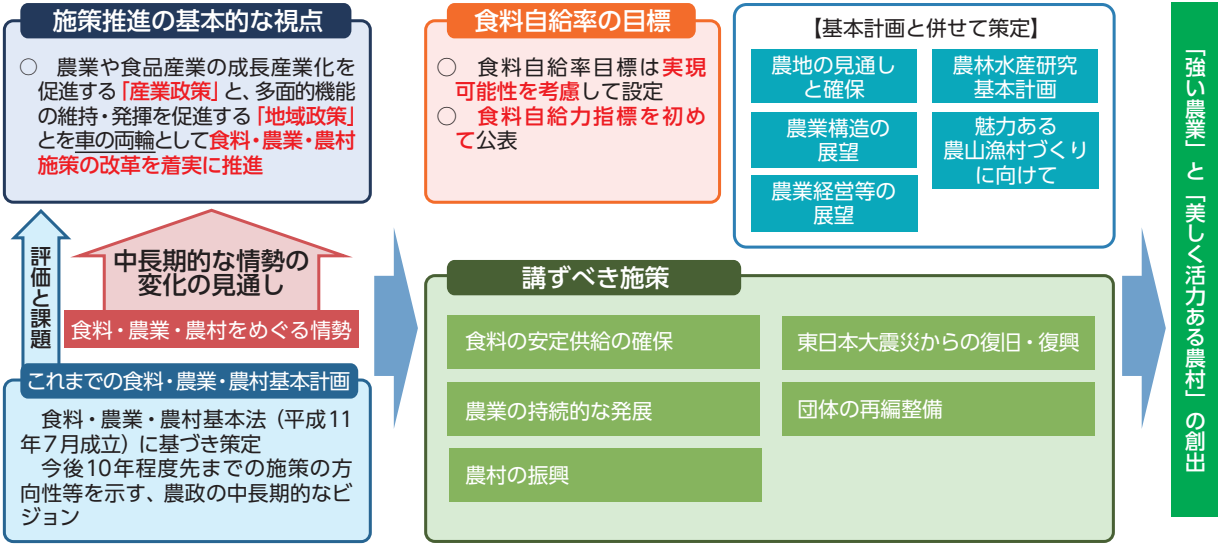 施策推進の基本的な視点
○ 農業や食品産業の成長産業化を
促進する「産業政策」と、多面的機能
の維持・発揮を促進する「地域政策」
とを車の両輪として食料・農業・農村
施策の改革を着実に推進
評価と課題
中長期的な情勢の
変化の見通し
食料・農業・農村をめぐる情勢
これまでの食料・農業・農村基本計画
食料・農業・農村基本法（平成11
年7月成立）に基づき策定
今後10年程度先までの施策の方
向性等を示す、農政の中長期的なビ
ジョン
食料自給率の目標
○ 食料自給率目標は実現
可能性を考慮して設定
○ 食料自給力指標を初め
て公表
【基本計画と併せて策定】
農地の見通し
と確保
農業構造の
展望
農業経営等の
展望
農林水産研究
基本計画
魅力ある
農山漁村づくり
に向けて
講ずべき施策
食料の安定供給の確保
農業の持続的な発展
農村の振興
東日本大震災からの復旧・復興
団体の再編整備
「強い農業」と「美しく活力ある農村」の創出